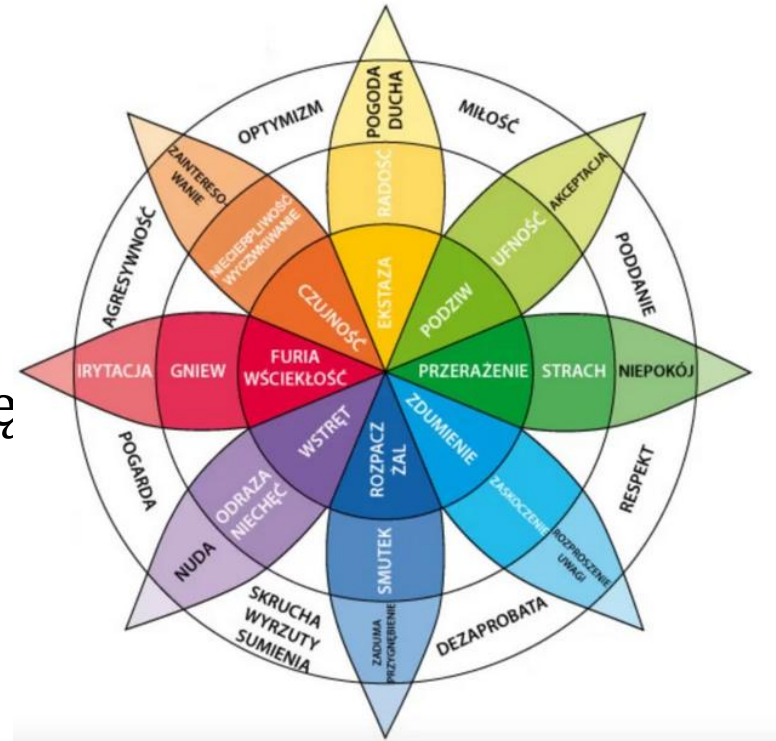 POGODA
DUCHA
OPTYMIZM
MIŁOŚĆ
ZAINTERESO-
WANIE
RADOŚĆ
AKCEPTACJA
NIECIERPLIWOŚĆ
WYCZWKIWANIE
UFNOŚĆ
AGRESYWNOŚĆ
PODDANIE
EKSTAZA
CZUJNOŚĆ
PODZIW
IRYTACJA
GNIEW
FURIA
WŚCIEKŁOŚĆ
PRZERAŻENIE
STRACH
NIEPOKÓJ
ę
WSTRĘT
ZDUMIENIE
ROZPACZ
ŻAL
POGARDA
ODRAZA
NIECHĘĆ
ZASKOCZENIE
RESPEKT
NUDA
SMUTEK
ROZPROSZENIE
UWAGI
SKRUCHA
WYRZUTY
SUMIENIA
ZADUMA
PRZYGNĘBIENIE
DEZAPROBATA